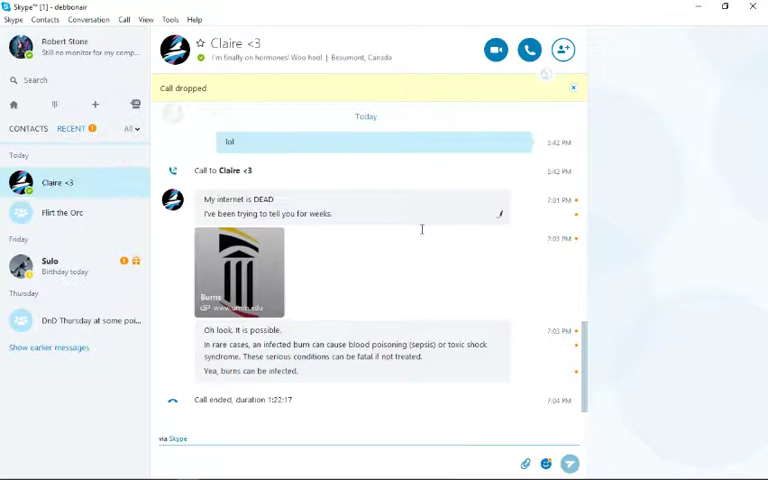 Skype™ [1] - debbonair
Skype Contacts Conversation Call View Tools Help
Robert Stone
Still no monitor for my comp...
Search
CONTACTS RECENT 1 All
Today
Claire <3
Flirt the Orc
Friday
Sulo
Birthday today
Thursday
DnD Thursday at some poi...
Show earlier messages
Claire <3
I'm finally on hormones! Woo hoo! | Beaumont, Canada
Call dropped
Today
lol 5:42 PM
Call to Claire <3 5:42 PM
My internet is DEAD 7:01 PM
I've been trying to tell you for weeks.
7:03 PM
Burns
Oh look. It is possible. 7:03 PM
In rare cases, an infected burn can cause blood poisoning (sepsis) or toxic shock
syndrome. These serious conditions can be fatal if not treated.
Yea, burns can be infected.
Call ended, duration 1:22:17 7:04 PM
via Skype